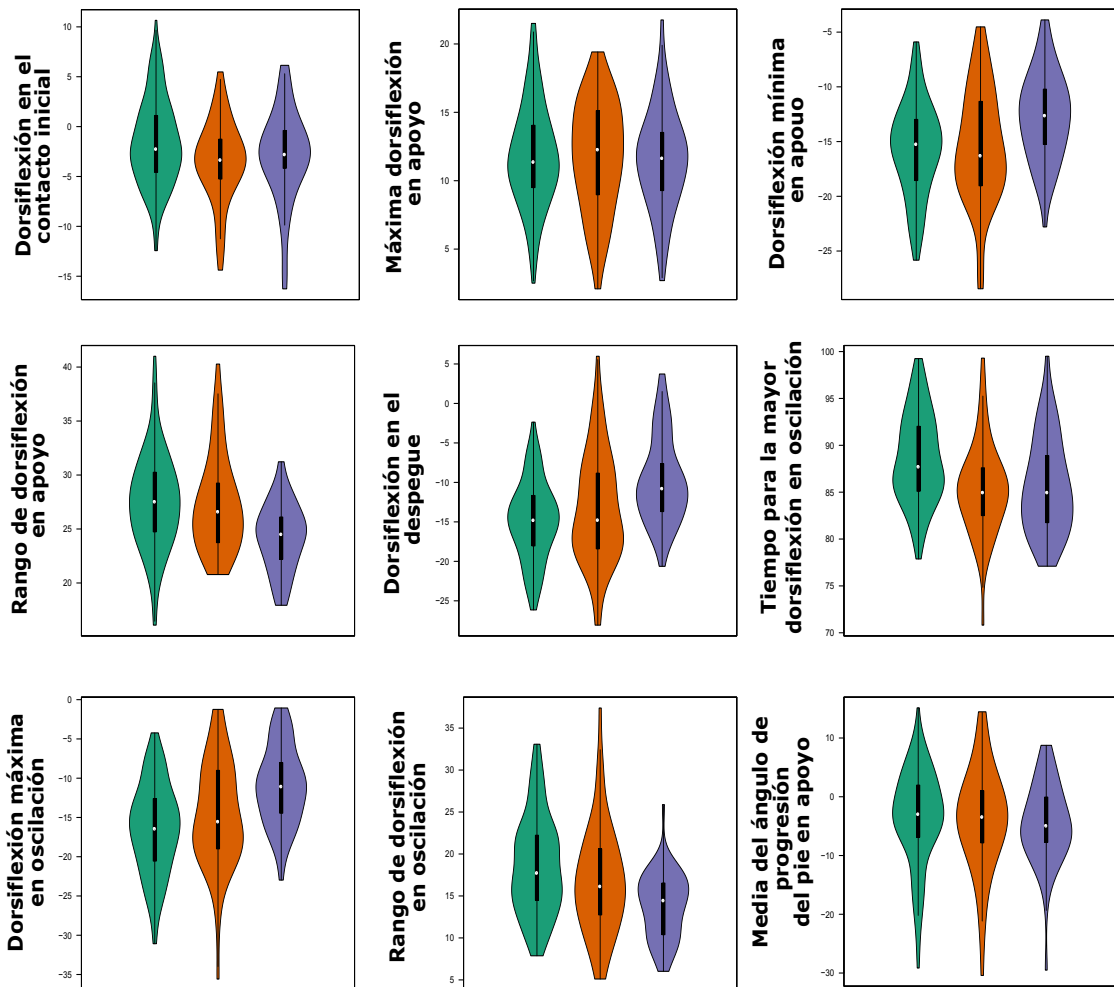 Dorsiflexión en el
contacto inicial
10
5
0
−5
−10
−15
Máxima dorsiflexión
en apoyo
20
15
10
5
Dorsiflexión mínima
en apouo
−5
−10
−15
−20
−25
Rango de dorsiflexión
en apoyo
40
35
30
25
20
Dorsiflexión en el
despegue
5
0
−5
−10
−15
−20
−25
Tiempo para la mayor
dorsiflexión en oscilación
100
95
90
85
80
75
70
Dorsiflexión máxima
en oscilación
0
−5
−10
−15
−20
−25
−30
−35
Rango de dorsiflexión
en oscilación
35
30
25
20
15
10
5
Media del ángulo de
progresión
del pie en apoyo
10
0
−10
−20
−30